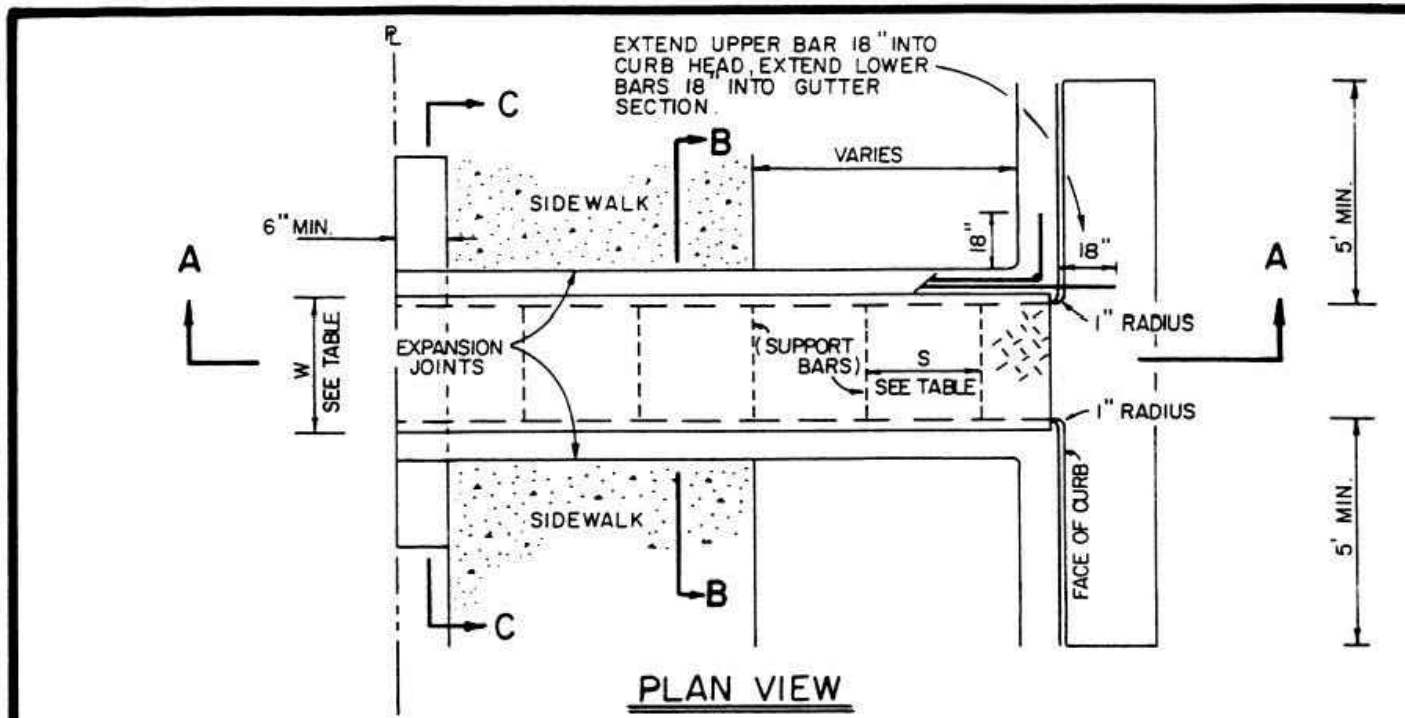 PL
EXTEND UPPER BAR 18" INTO
CURB HEAD, EXTEND LOWER
BARS 18" INTO GUTTER
SECTION.
C
B
VARIES
SIDEWALK
6" MIN.
18"
18"
5' MIN.
A
A
1" RADIUS
W
SEE TABLE
EXPANSION
JOINTS
(SUPPORT
BARS)
S
SEE TABLE
1" RADIUS
SIDEWALK
FACE OF CURB
5' MIN.
B
C
PLAN VIEW